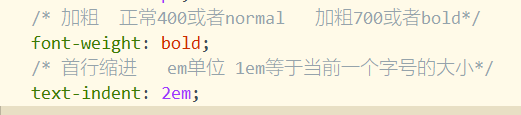 /* 加粗  正常400或者normal   加粗700或者bold*/
font-weight: bold;
/* 首行缩进   em单位 1em等于当前一个字号的大小*/
text-indent: 2em;